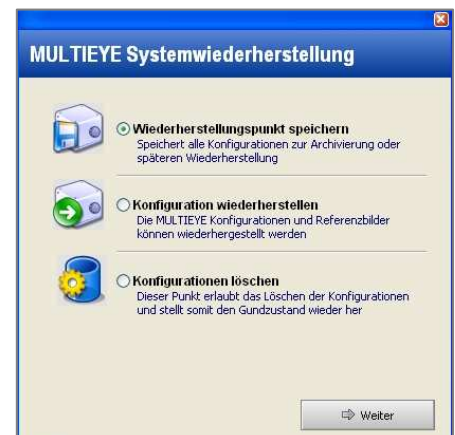 MULTIEYE Systemwiederherstellung
Wiederherstellungspunkt speichern
Speichert alle Konfigurationen zur Archivierung oder
späteren Wiederherstellung
Konfiguration wiederherstellen
Die MULTIEYE Konfigurationen und Referenzbilder
können wiederhergestellt werden
Konfigurationen löschen
Dieser Punkt erlaubt das Löschen der Konfigurationen
und stellt somit den Gundzustand wieder her
Weiter